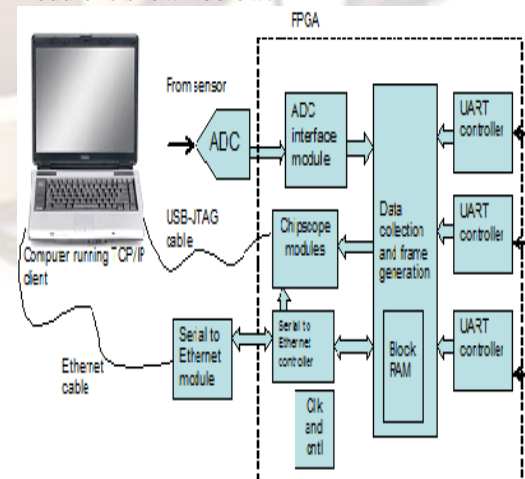 FPGA
From sensor
ADC
ADC
interface
module
UART
controller
USB-JTAG
cable
Chipscope
modules
Data
collection
and frame
generation
UART
controller
Computer running TCP/IP
client
Serial to
Ethernet
module
Serial to
Ethernet
controller
Block
RAM
UART
controller
Ethernet
cable
Clk
and
cntl